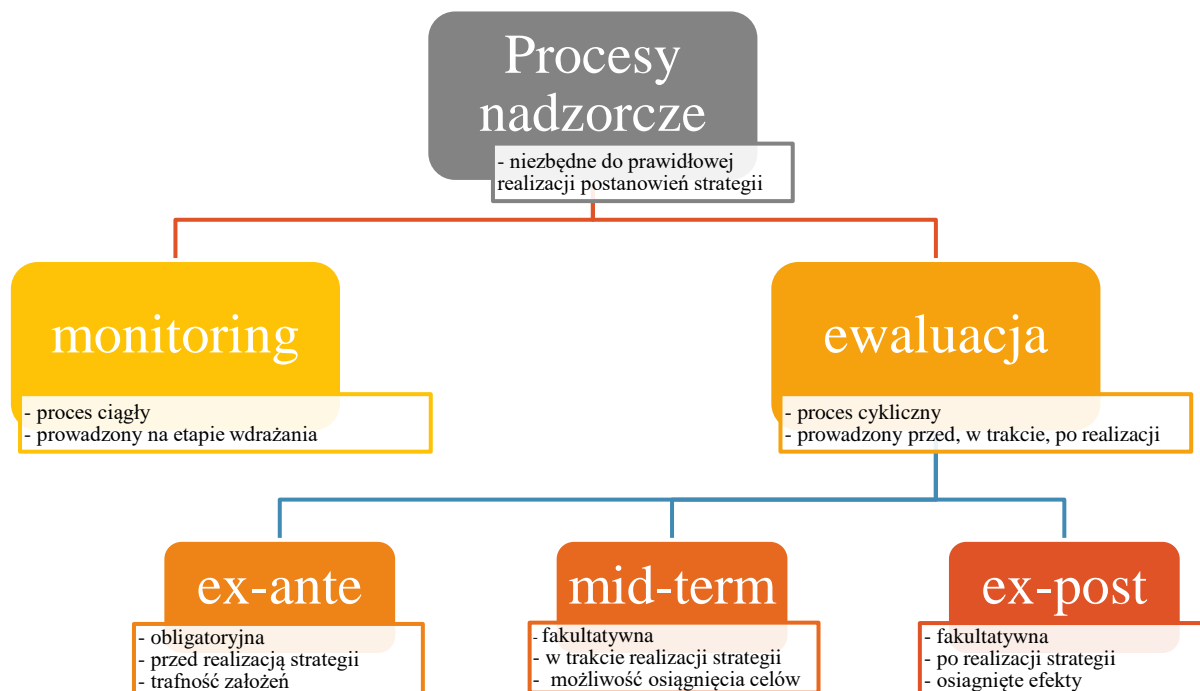 Procesy
nadzorcze
- niezbędne do prawidłowej
realizacji postanowień strategii
monitoring
- proces ciągły
- prowadzony na etapie wdrażania
ewaluacja
- proces cykliczny
- prowadzony przed, w trakcie, po realizacji
ex-ante
- obligatoryjna
- przed realizacją strategii
- trafność założeń
mid-term
- fakultatywna
- w trakcie realizacji strategii
- możliwość osiągnięcia celów
ex-post
- fakultatywna
- po realizacji strategii
- osiagnięte efekty